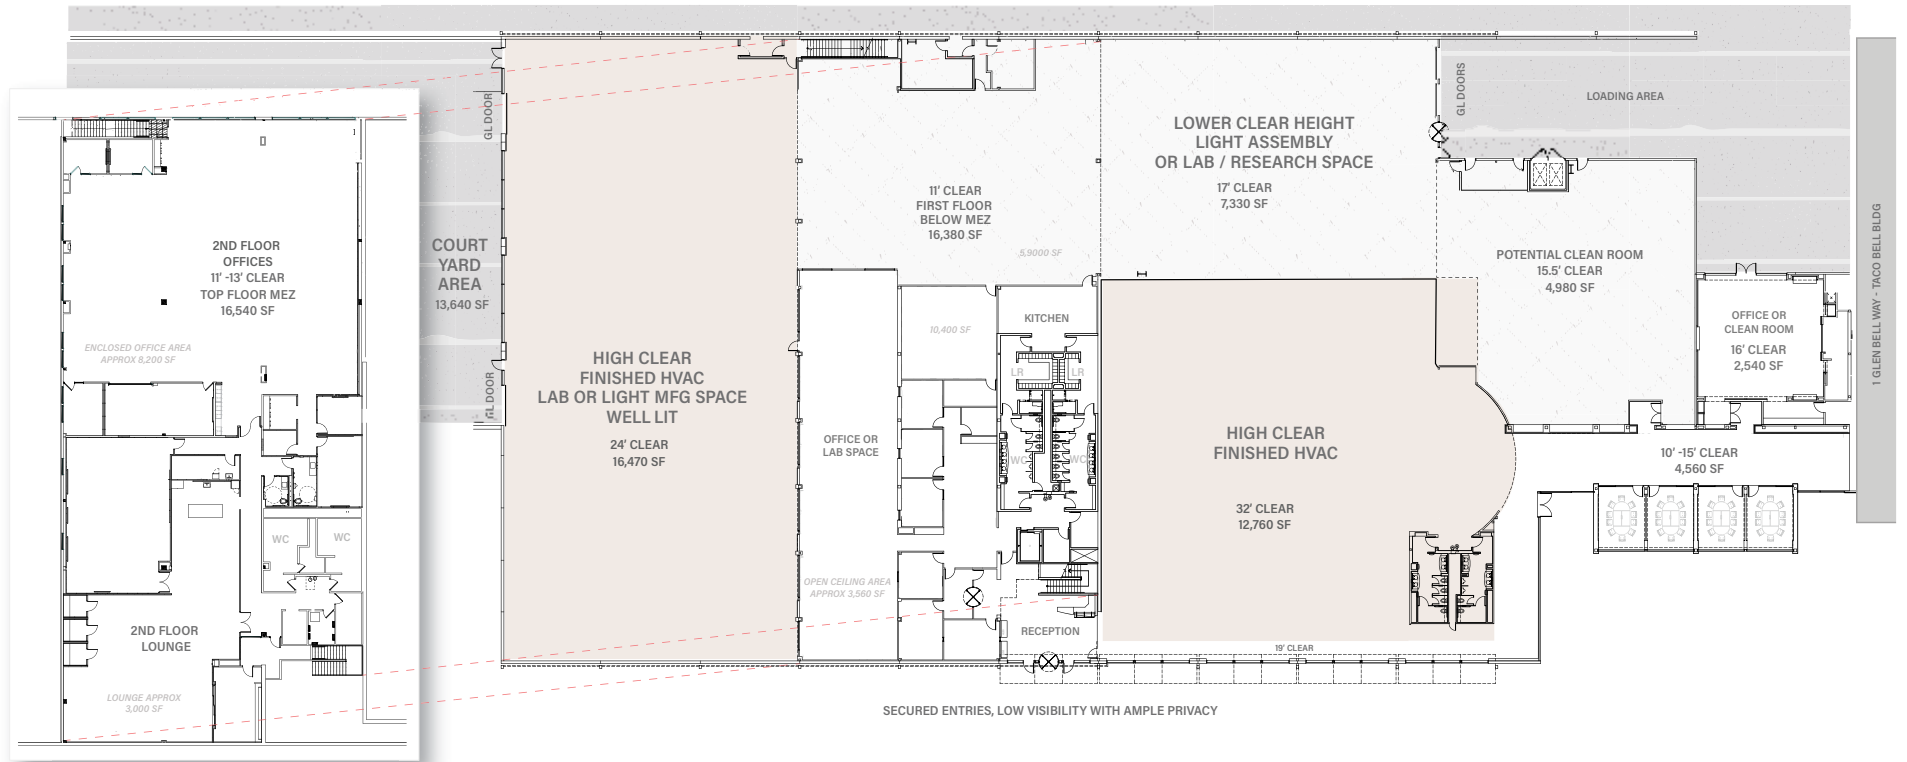 2ND FLOOR
OFFICES
11' -13' CLEAR
TOP FLOOR MEZ
16,540 SF
ENCLOSED OFFICE AREA
APPROX 8,200 SF
WC
WC
2ND FLOOR
LOUNGE
LOUNGE APPROX
3,000 SF
GL DOOR
COURT
YARD
AREA
13,640 SF
GL DOOR
HIGH CLEAR
FINISHED HVAC
LAB OR LIGHT MFG SPACE
WELL LIT
24' CLEAR
16,470 SF
11' CLEAR
FIRST FLOOR
BELOW MEZ
16,380 SF
5,9000 SF
OFFICE OR
LAB SPACE
OPEN CEILING AREA
APPROX 3,560 SF
10,400 SF
KITCHEN
LR
LR
WC
WC
RECEPTION
LOWER CLEAR HEIGHT
LIGHT ASSEMBLY
OR LAB / RESEARCH SPACE
17' CLEAR
7,330 SF
HIGH CLEAR
FINISHED HVAC
32' CLEAR
12,760 SF
19' CLEAR
GL DOORS
LOADING AREA
POTENTIAL CLEAN ROOM
15.5' CLEAR
4,980 SF
OFFICE OR
CLEAN ROOM
16' CLEAR
2,540 SF
10' -15' CLEAR
4,560 SF
1 GLEN BELL WAY - TACO BELL BLDG
SECURED ENTRIES, LOW VISIBILITY WITH AMPLE PRIVACY